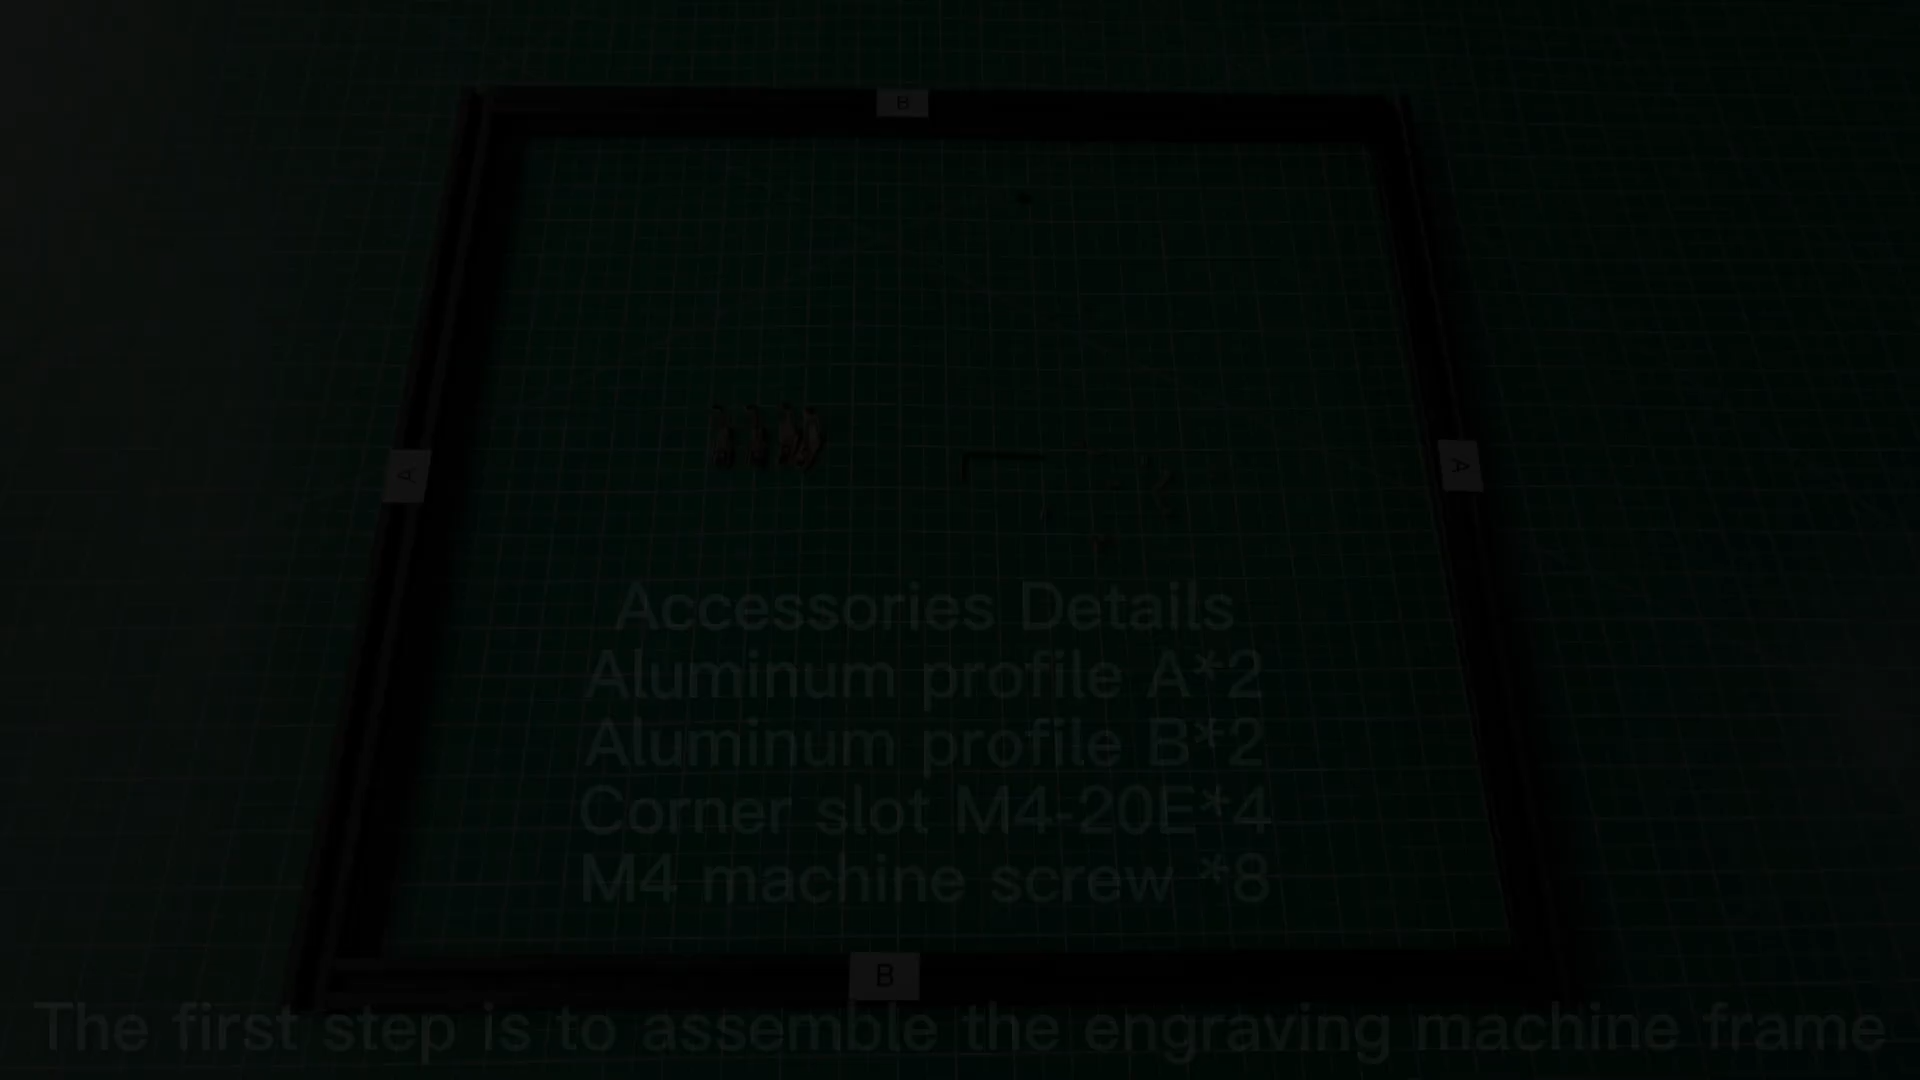 B
A
A
Accessories Details
Aluminum profile A*2
Aluminum profile B*2
Corner slot M4-20E*4
M4 machine screw *8
B
The first step is to assemble the engraving machine frame